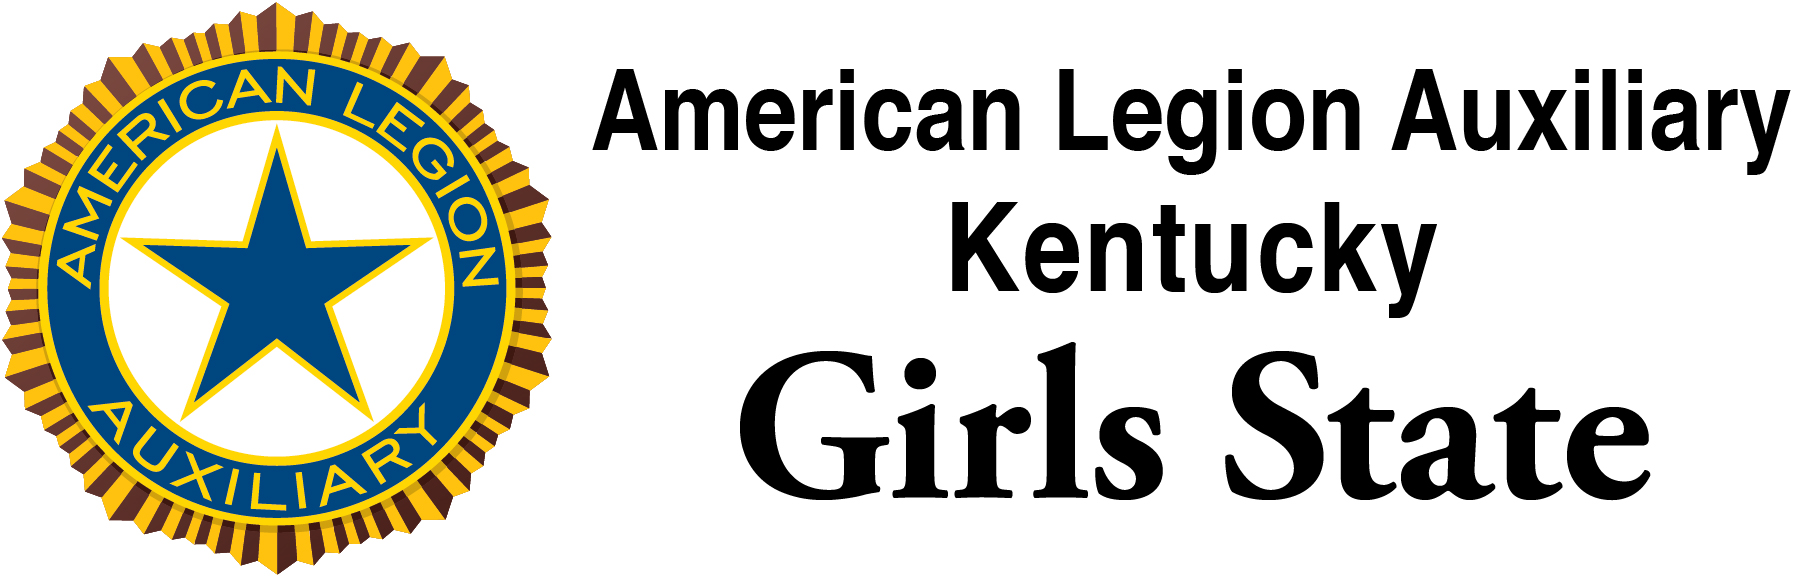 AMERICAN LEGION
AUXILIARY
American Legion Auxiliary
Kentucky
Girls State